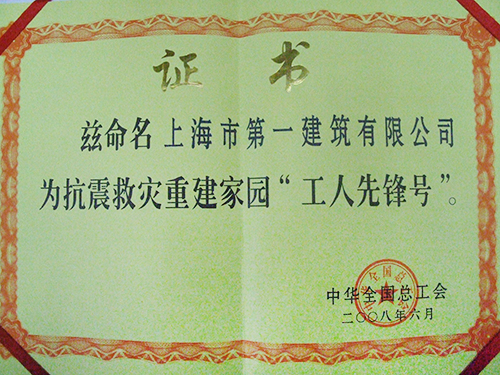 证 书
兹命名上海市第一建筑有限公司
为抗震救灾重建家园“工人先锋号”。
中华全国总工会
二〇〇八年六月